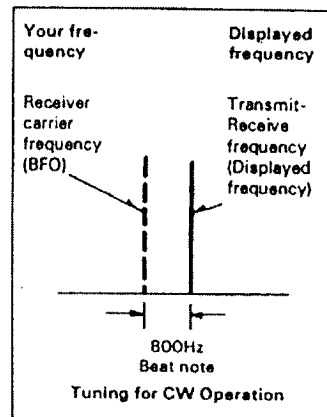 Your fre-
quency
Displayed
frequency
Receiver
carrier
frequency
(BFO)
Transmit-
Receive
frequency
(Displayed
frequency)
800Hz
Beat note
Tuning for CW Operation